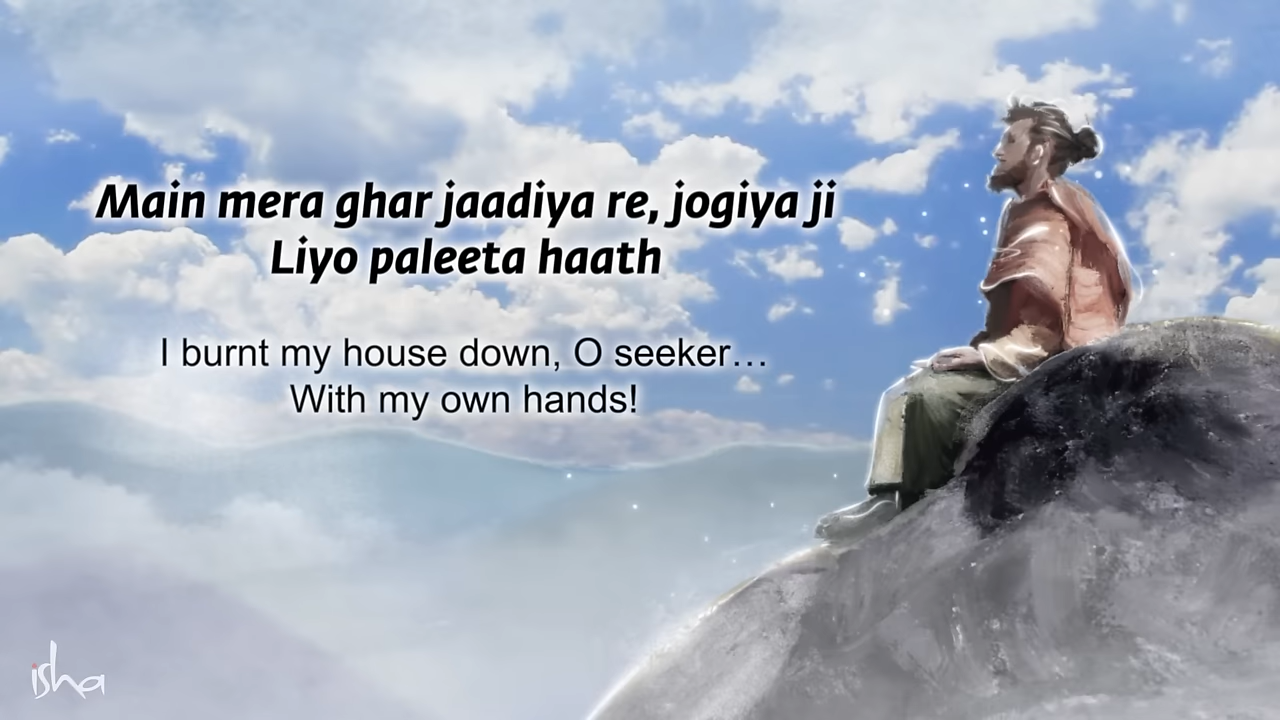 Main mera ghar jaadiya re, jogiya ji
Liyo paleeta haath
I burnt my house down, O seeker...
With my own hands!
isha